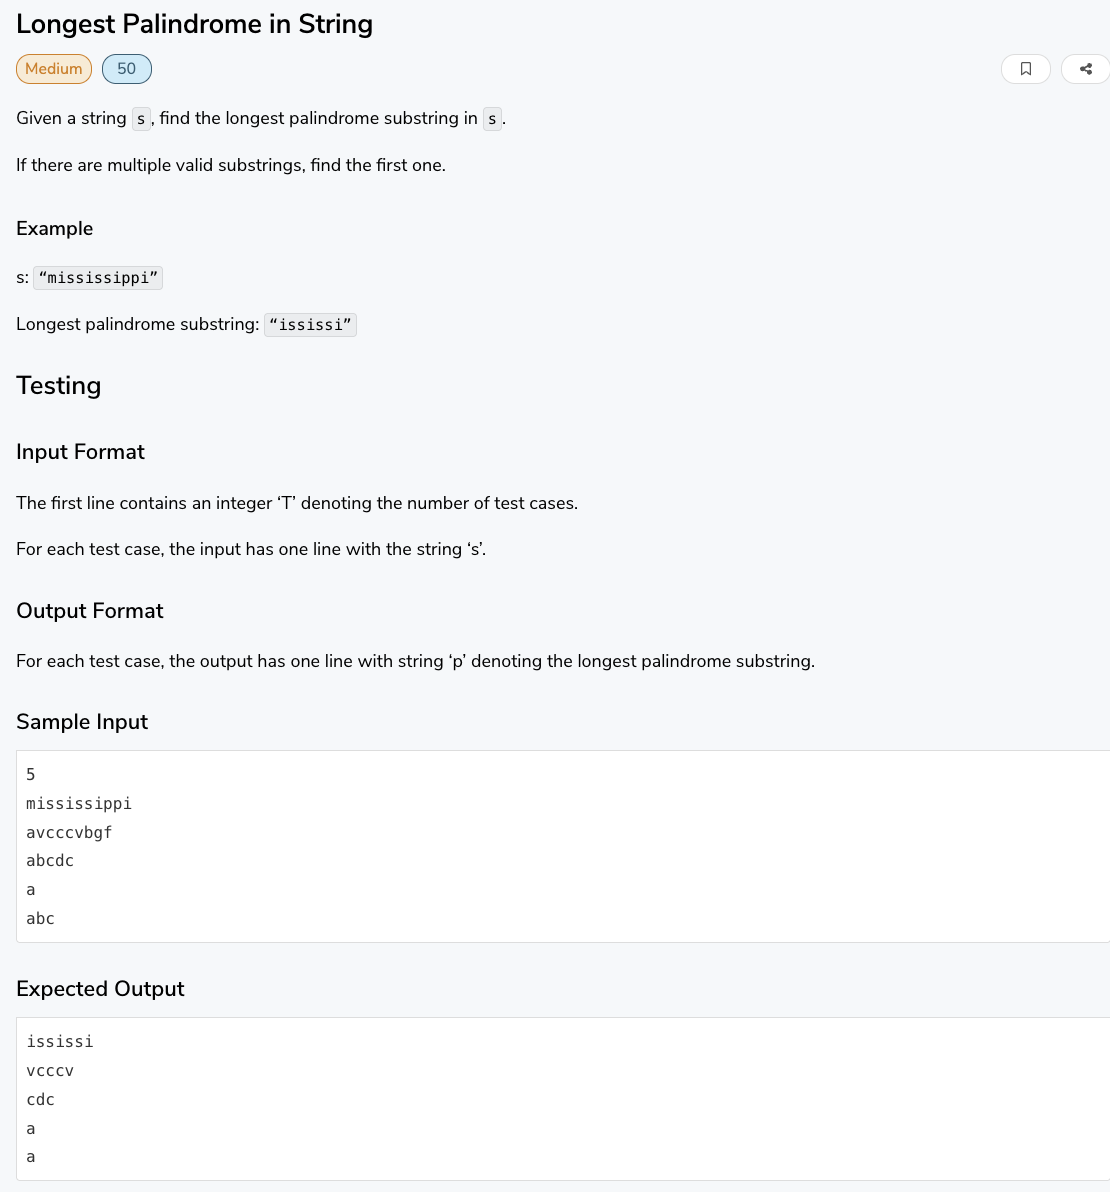 Longest Palindrome in String
Medium 50
Given a string s, find the longest palindrome substring in s.
If there are multiple valid substrings, find the first one.
Example
s: “mississippi”
Longest palindrome substring: “ississi”
Testing
Input Format
The first line contains an integer ‘T’ denoting the number of test cases.
For each test case, the input has one line with the string ‘s’.
Output Format
For each test case, the output has one line with string ‘p’ denoting the longest palindrome substring.
Sample Input
5
mississippi
avcccvbgf
abcdc
a
abc
Expected Output
ississi
vcccv
cdc
a
a